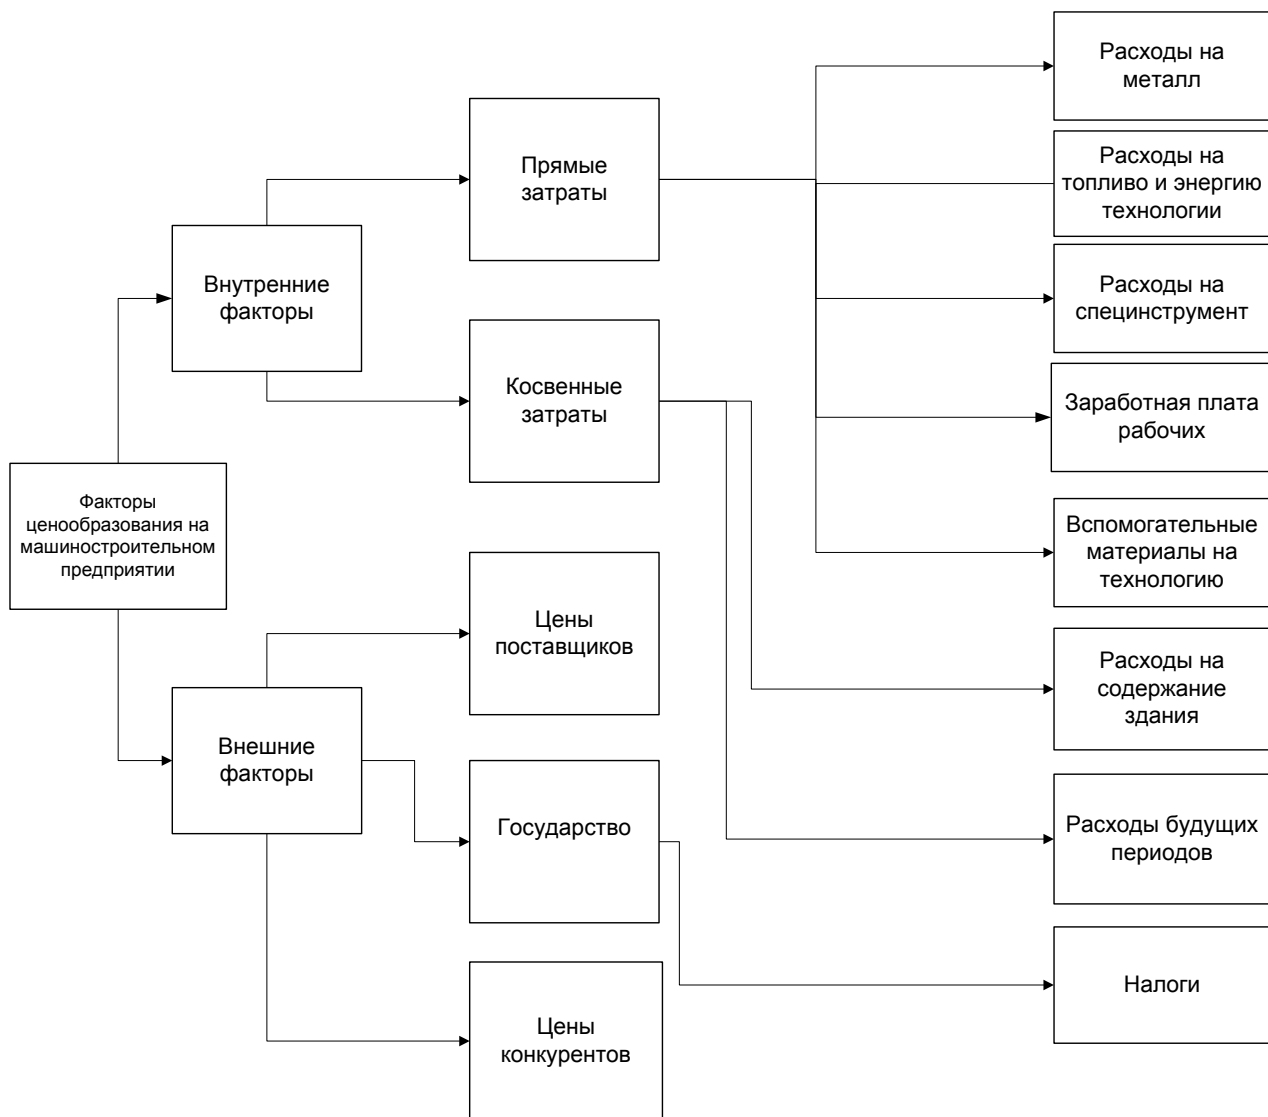 Факторы
ценообразования на
машиностроительном
предприятии
Внутренние
факторы
Внешние
факторы
Прямые
затраты
Косвенные
затраты
Цены
поставщиков
Государство
Цены
конкурентов
Расходы на
металл
Расходы на
топливо и энергию
технологии
Расходы на
специнструмент
Заработная плата
рабочих
Вспомогательные
материалы на
технологию
Расходы на
содержание
здания
Расходы будущих
периодов
Налоги